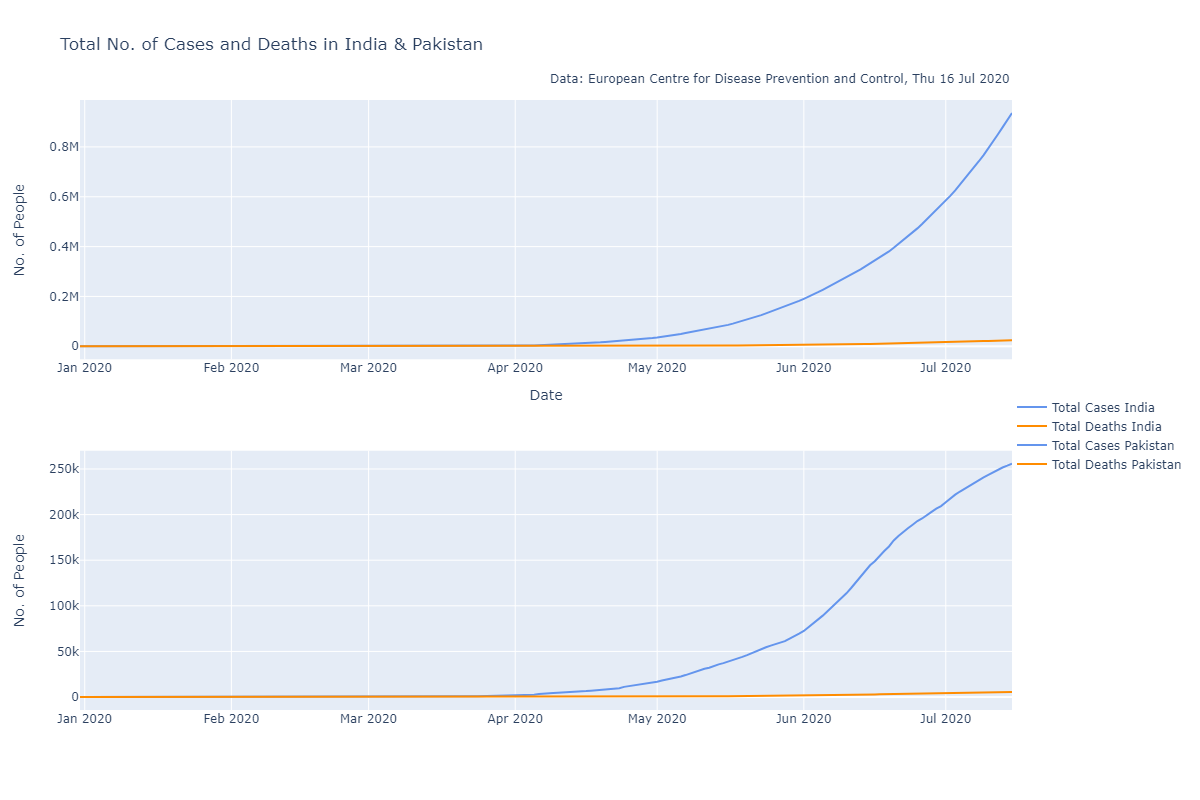 Total No. of Cases and Deaths in India & Pakistan
Data: European Centre for Disease Prevention and Control, Thu 16 Jul 2020
No. of People
0.8M
0.6M
0.4M
0.2M
0
Jan 2020 Feb 2020 Mar 2020 Apr 2020 May 2020 Jun 2020 Jul 2020
Date
Total Cases India
Total Deaths India
Total Cases Pakistan
Total Deaths Pakistan
No. of People
250k
200k
150k
100k
50k
0
Jan 2020 Feb 2020 Mar 2020 Apr 2020 May 2020 Jun 2020 Jul 2020